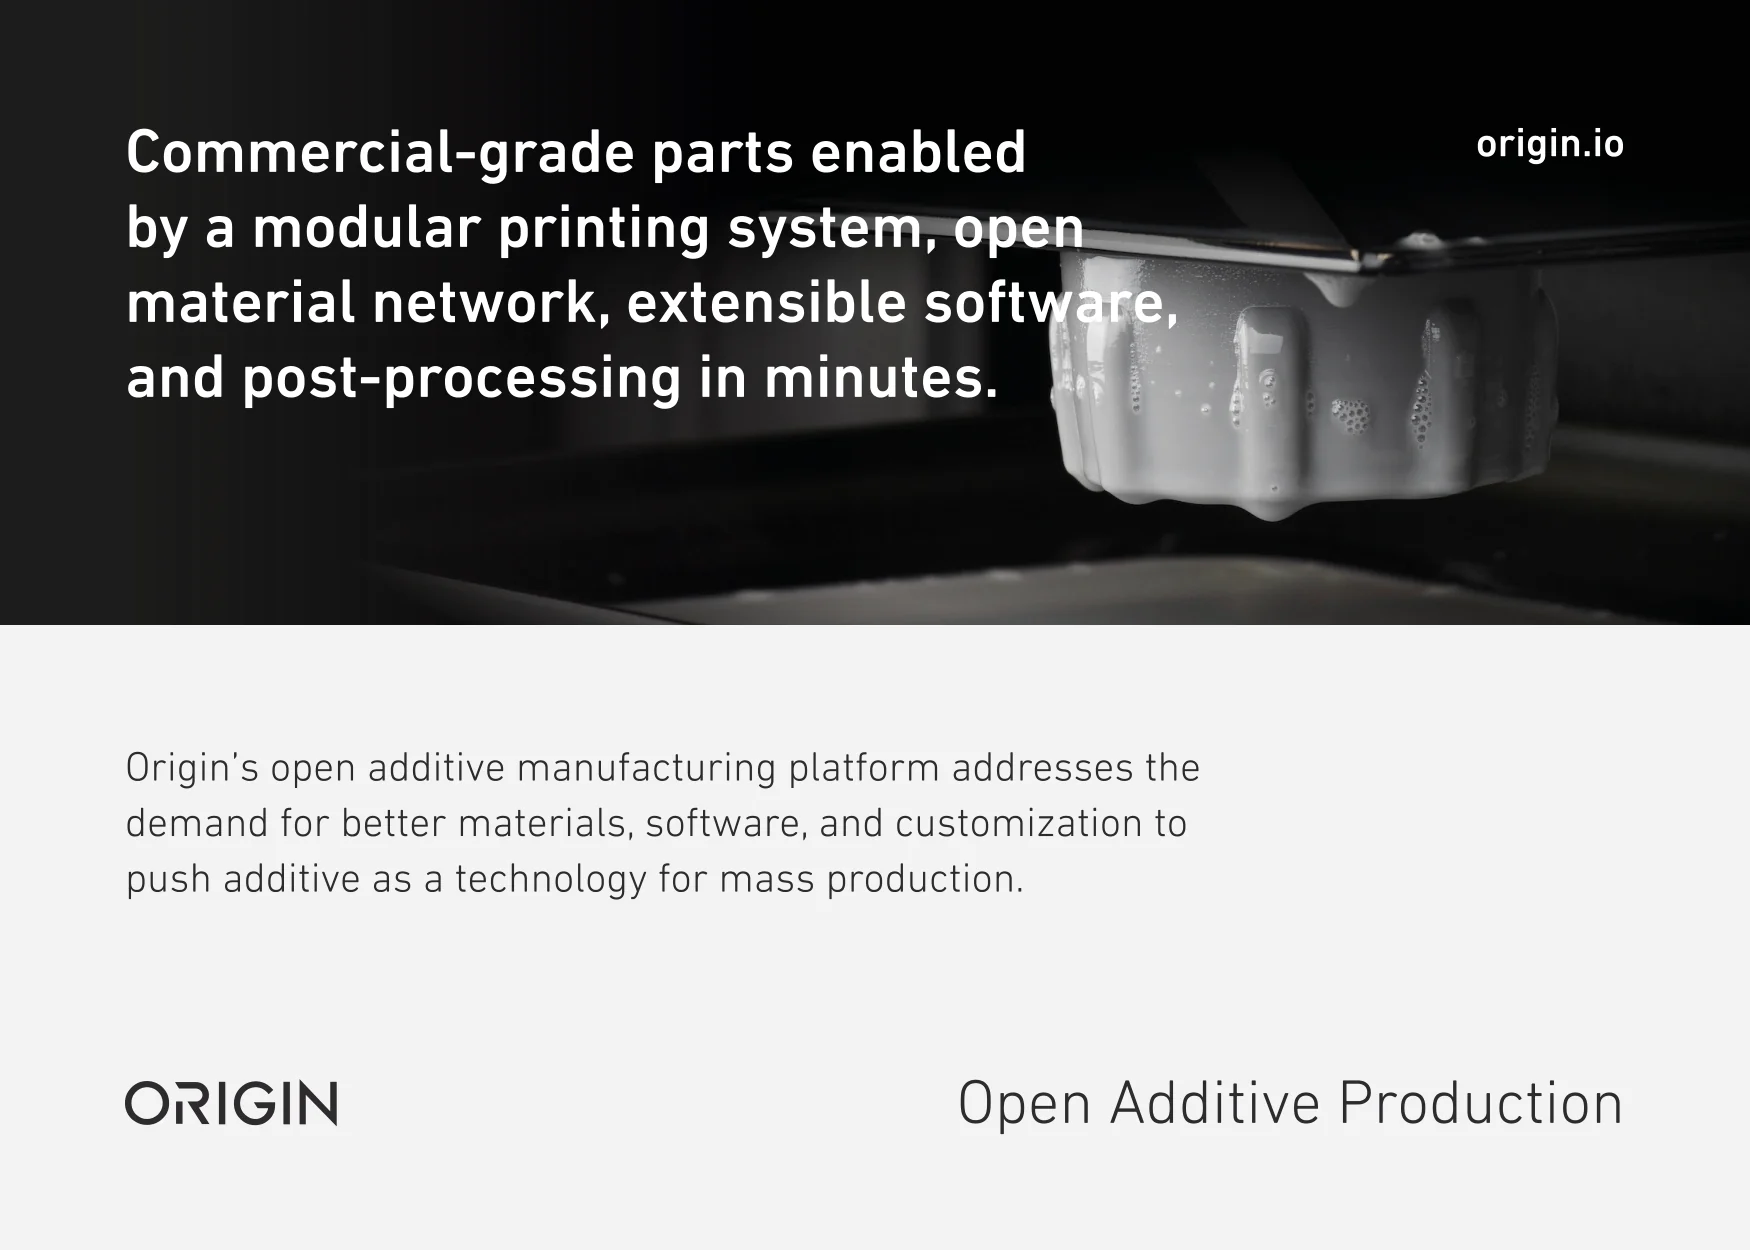 Commercial-grade parts enabled
by a modular printing system, open
material network, extensible software,
and post-processing in minutes.
origin.io
Origin’s open additive manufacturing platform addresses the
demand for better materials, software, and customization to
push additive as a technology for mass production.
ORIGIN
Open Additive Production